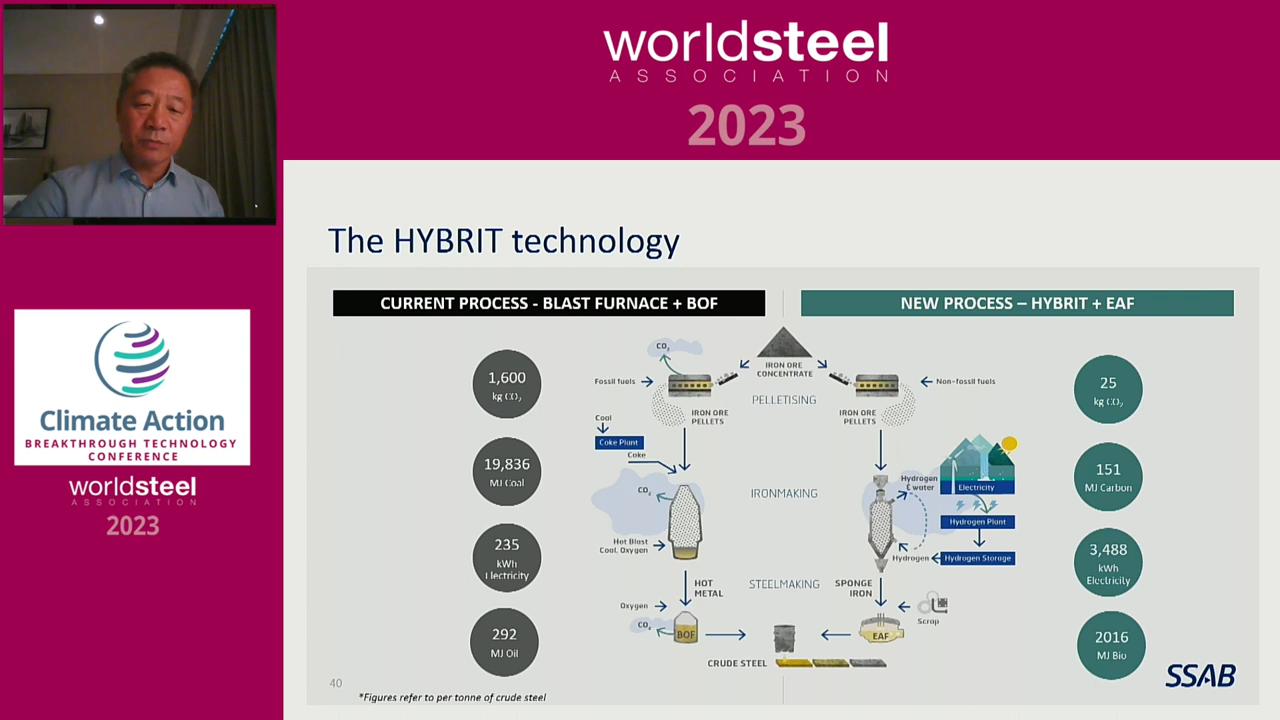 worldsteel
ASSOCIATION
2023
Climate Action
BREAKTHROUGH TECHNOLOGY
CONFERENCE
worldsteel
ASSOCIATION
2023
The HYBRIT technology
CURRENT PROCESS - BLAST FURNACE + BOF
NEW PROCESS – HYBRIT + EAF
1,600
kg CO₂
19,836
MJ Coal
235
kWh
Electricity
292
MJ Oil
CO₂
Fossil fuels
IRON ORE
CONCENTRATE
Non-fossil fuels
PELLETISING
IRON ORE
PELLETS
IRON ORE
PELLETS
Coal
Coke Plant
Coke
CO₂
IRONMAKING
Hydrogen
& water
Electricity
Hydrogen Plant
Hot Blast
Coal, Oxygen
Hydrogen
Hydrogen Storage
HOT
METAL
STEELMAKING
SPONGE
IRON
Oxygen
CO₂
BOF
EAF
Scrap
CRUDE STEEL
25
kg CO₂
151
MJ Carbon
3,488
kWh
Electricity
2016
MJ Bio
40
*Figures refer to per tonne of crude steel
SSAB